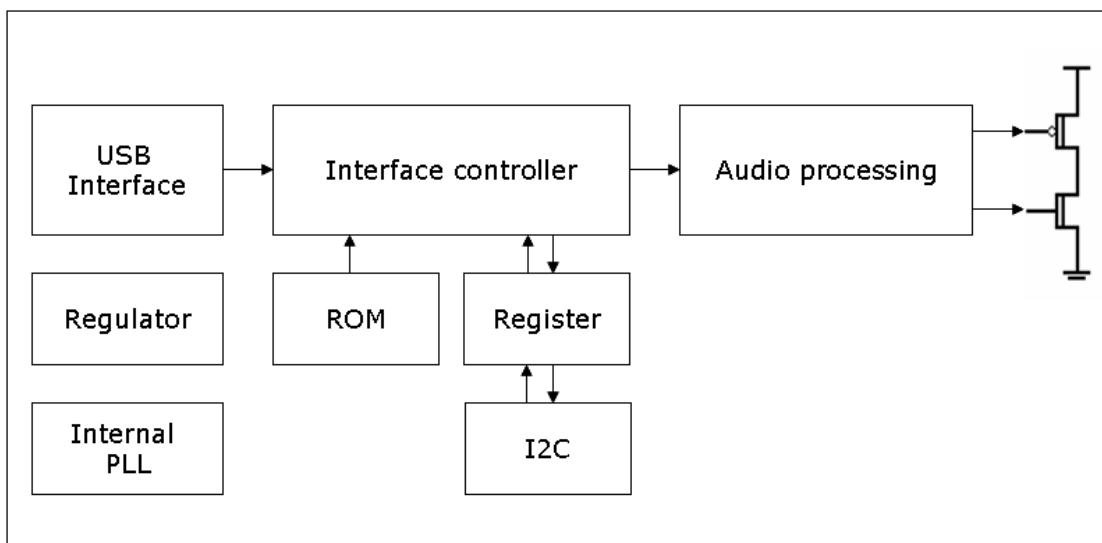 USB
Interface
Interface controller
Audio processing
Regulator
ROM
Register
Internal
PLL
I2C